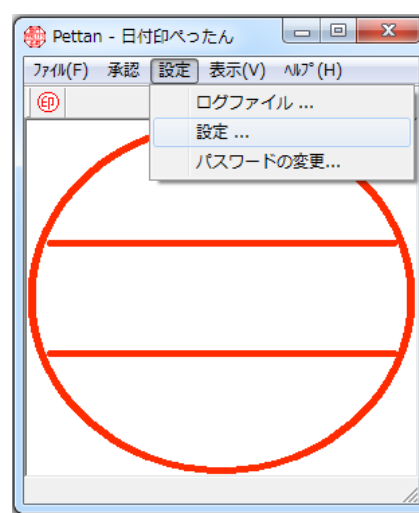 Pettan - 日付印ぺったん
ﾌｧｲﾙ(F) 承認 設定 表示(V) ﾍﾙﾌﾟ(H)
印
ログファイル ...
設定 ...
パスワードの変更...